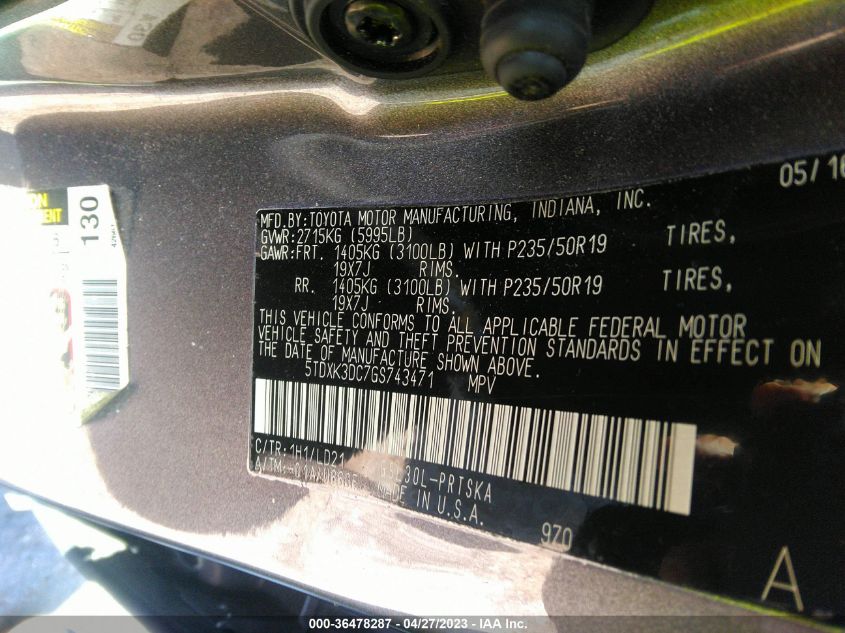 05/16
MFD.BY:TOYOTA MOTOR MANUFACTURING, INDIANA, INC.
GVWR:2715KG (5995LB)
GAWR:FRT. 1405KG (3100LB) WITH P235/50R19 TIRES,
19X7J RIMS.
RR. 1405KG (3100LB) WITH P235/50R19 TIRES,
19X7J RIMS.
THIS VEHICLE CONFORMS TO ALL APPLICABLE FEDERAL MOTOR
VEHICLE SAFETY AND THEFT PREVENTION STANDARDS IN EFFECT ON
THE DATE OF MANUFACTURE SHOWN ABOVE.
5TDXK3DC7GS743471 MPV
C/TR:1H1/LD21
L-PRTSKA
A/TM:
MADE IN U.S.A.
9Z0
A
130
000-36478287 - 04/27/2023 - IAA Inc.